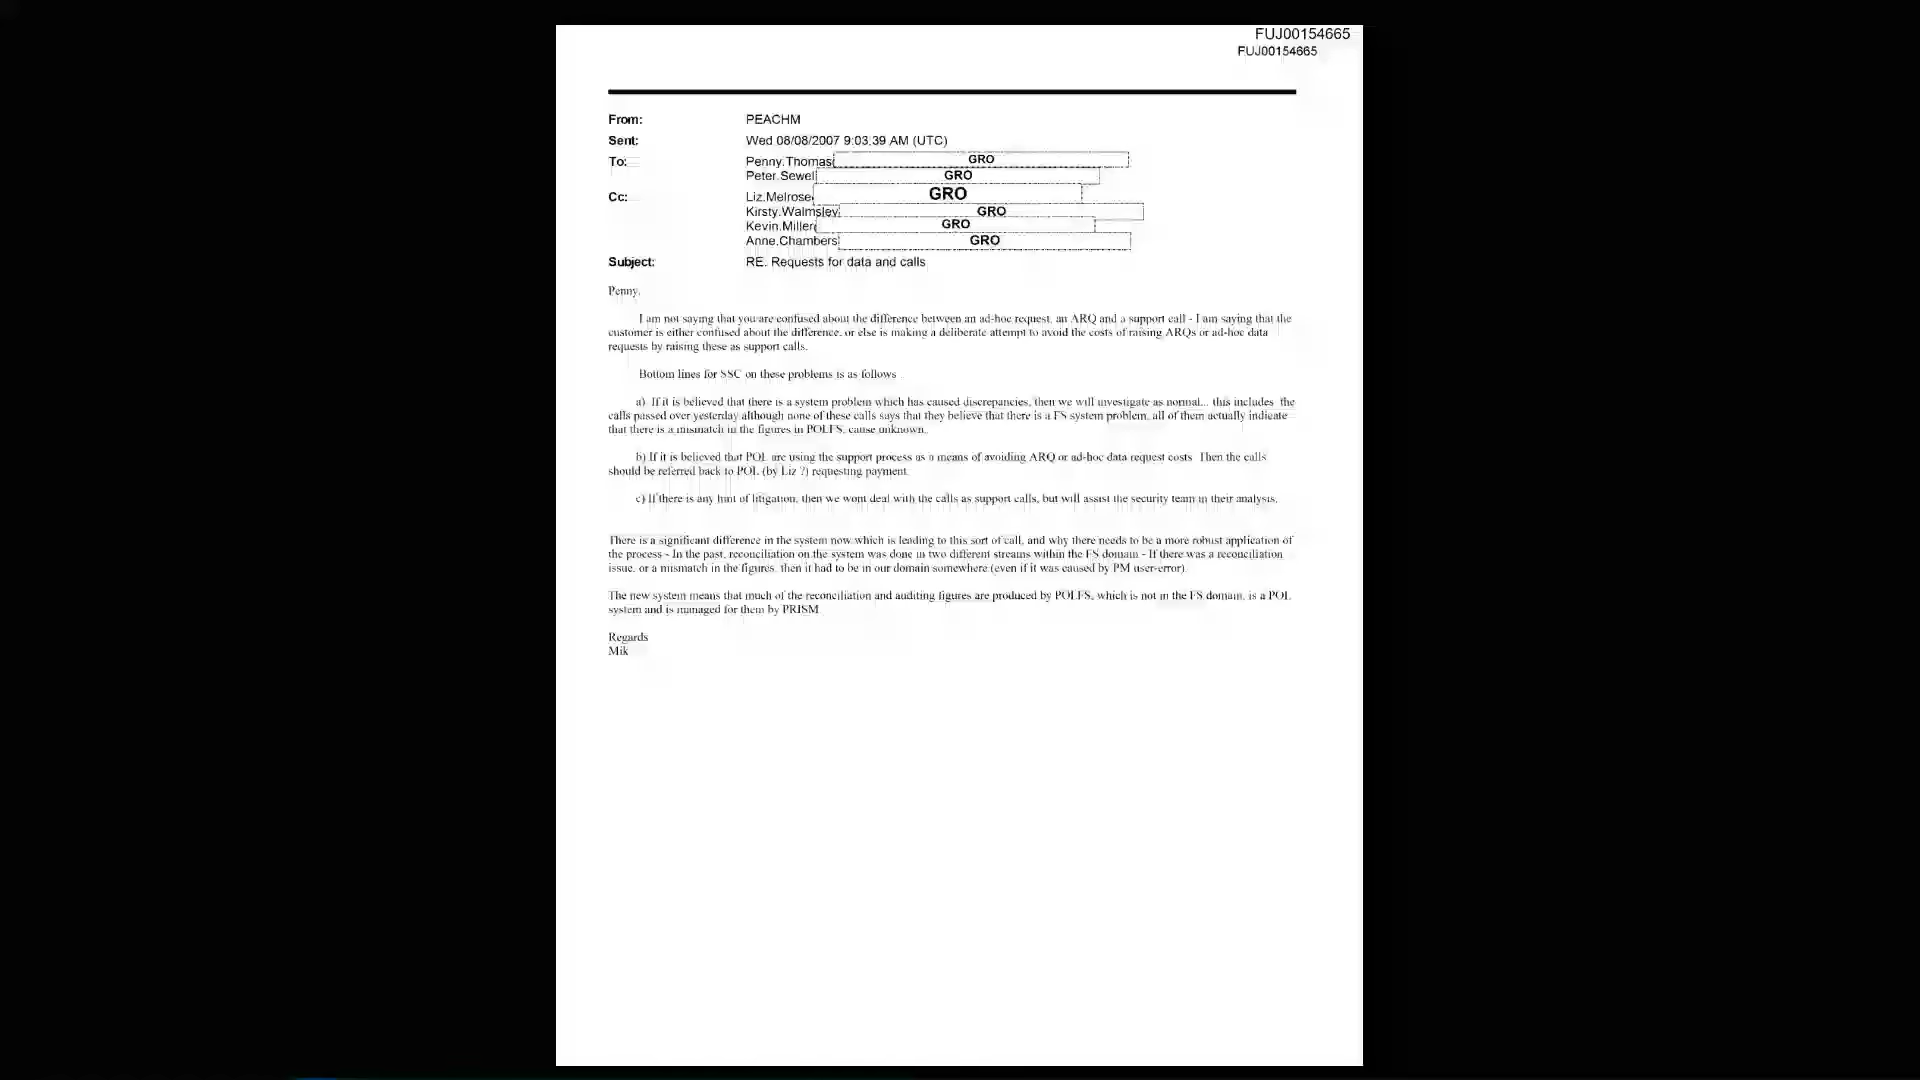 FUJ00154665
FUJ00154665
From: PEACHM
Sent: Wed 08/08/2007 9:03:39 AM (UTC)
To: Penny.Thomas GRO
Peter.Sewell GRO
Cc: Liz.Melrose GRO
Kirsty.Walmsley GRO
Kevin.Miller GRO
Anne.Chambers GRO
Subject: RE. Requests for data and calls
Penny,
I am not saying that you are confused about the difference between an ad-hoc request, an ARQ and a support call - I am saying that the
customer is either confused about the difference, or else is making a deliberate attempt to avoid the costs of raising ARQs or ad-hoc data
requests by raising these as support calls.
Bottom lines for SSC on these problems is as follows ..
a) If it is believed that there is a system problem which has caused discrepancies, then we will investigate as normal... this includes the
calls passed over yesterday although none of these calls says that they believe that there is a FS system problem, all of them actually indicate
that there is a mismatch in the figures in POLFS, cause unknown.
b) If it is believed that POL are using the support process as a means of avoiding ARQ or ad-hoc data request costs. Then the calls
should be referred back to POL (by Liz ?) requesting payment.
c) If there is any hint of litigation, then we wont deal with the calls as support calls, but will assist the security team in their analysis.
There is a significant difference in the system now which is leading to this sort of call, and why there needs to be a more robust application of
the process - In the past, reconciliation on the system was done in two different streams within the FS domain - If there was a reconciliation
issue, or a mismatch in the figures, then it had to be in our domain somewhere (even if it was caused by PM user-error).
The new system means that much of the reconciliation and auditing figures are produced by POLFS, which is not in the FS domain, is a POL
system and is managed for them by PRISM
Regards
Mik